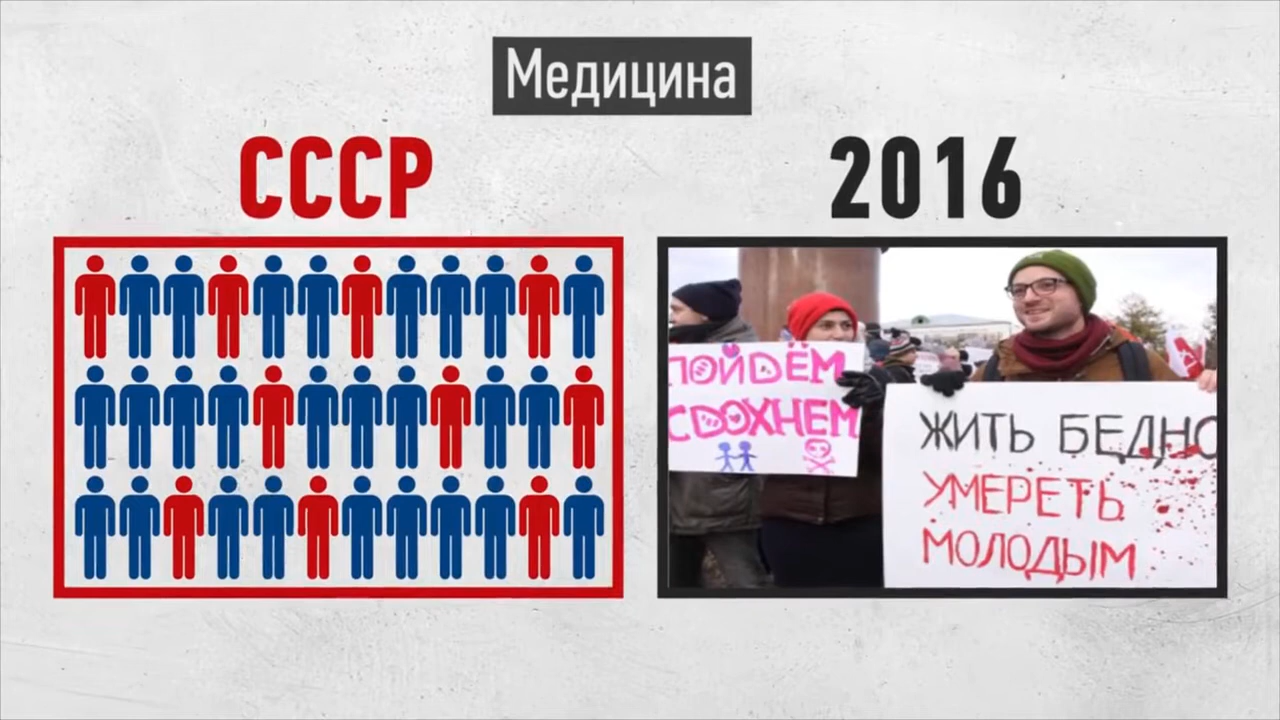 Медицина
СССР
2016
ПОЙДЁМ
СДОХНЕМ
ЖИТЬ БЕДНО
УМЕРЕТЬ
МОЛОДЫМ